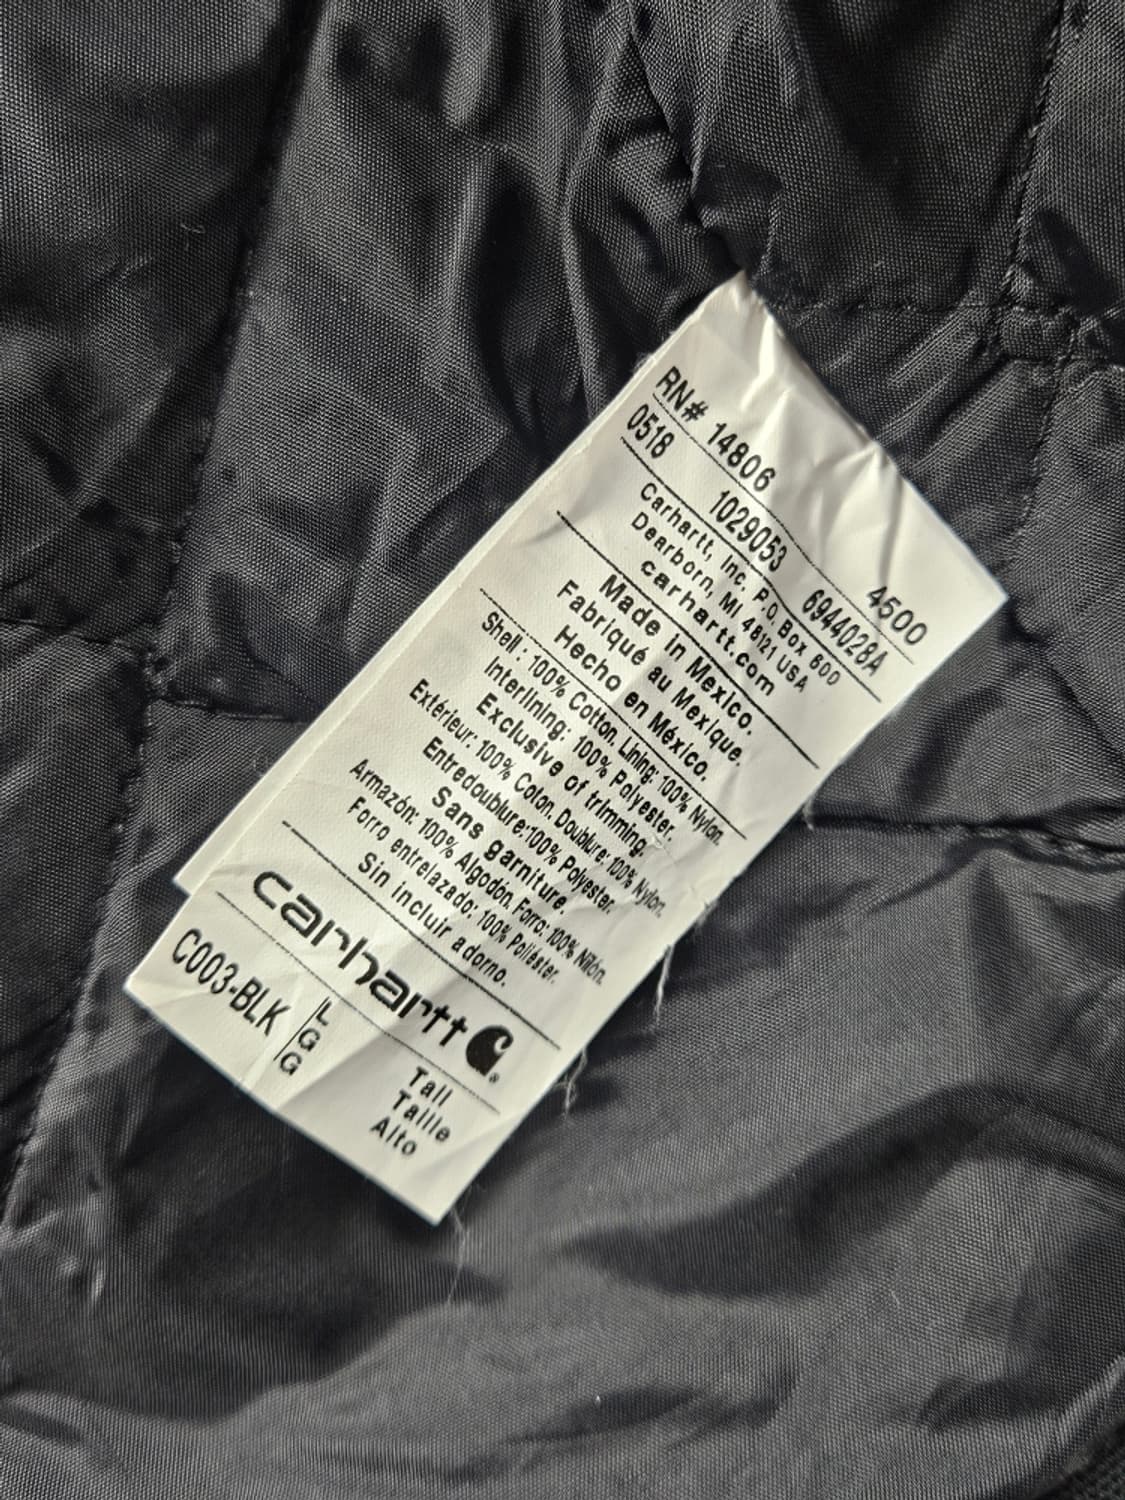 RN# 14806 4500
0518 1029053 6944028A
Carhartt, Inc. P.O. Box 600
Dearborn, MI 48121 USA
carhartt.com
Made in Mexico.
Fabriqué au Mexique.
Hecho en México.
Shell: 100% Cotton. Lining: 100% Nylon.
Interlining: 100% Polyester.
Exclusive of trimming.
Extérieur: 100% Coton. Doublure: 100% Nylon.
Entredoublure:100% Polyester.
Sans garniture.
Armazón: 100% Algodón. Forro: 100% Nilón.
Forro entrelazado: 100% Poliéster.
Sin incluir adorno.
carhartt
C003-BLK L Tall
G Taille
G Alto